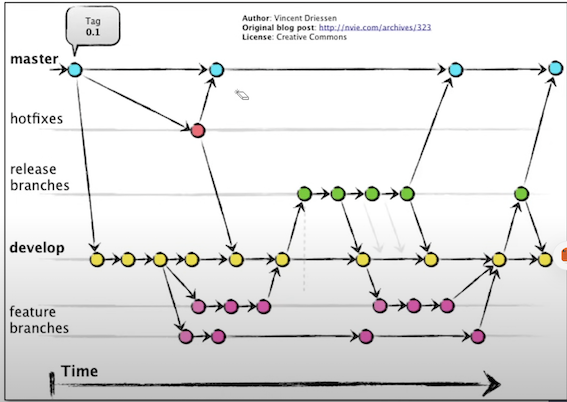 Tag
0.1
Author: Vincent Driessen
Original blog post: http://nvie.com/archives/323
License: Creative Commons
master
hotfixes
release
branches
develop
feature
branches
Time